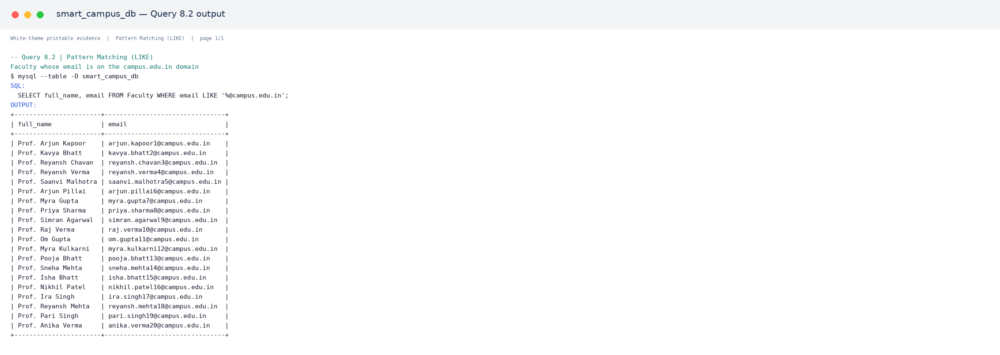 smart_campus_db — Query 8.2 output
White-theme printable evidence  |  Pattern Matching (LIKE)  |  page 1/1
-- Query 8.2 | Pattern Matching (LIKE)
Faculty whose email is on the campus.edu.in domain
$ mysql --table -D smart_campus_db
SQL:
  SELECT full_name, email FROM Faculty WHERE email LIKE '%@campus.edu.in';
OUTPUT:
+-----------------------+--------------------------------+
| full_name             | email                          |
+-----------------------+--------------------------------+
| Prof. Arjun Kapoor    | arjun.kapoor1@campus.edu.in    |
| Prof. Kavya Bhatt     | kavya.bhatt2@campus.edu.in     |
| Prof. Reyansh Chavan  | reyansh.chavan3@campus.edu.in  |
| Prof. Reyansh Verma   | reyansh.verma4@campus.edu.in   |
| Prof. Saanvi Malhotra | saanvi.malhotra5@campus.edu.in |
| Prof. Arjun Pillai    | arjun.pillai6@campus.edu.in    |
| Prof. Myra Gupta      | myra.gupta7@campus.edu.in      |
| Prof. Priya Sharma    | priya.sharma8@campus.edu.in    |
| Prof. Simran Agarwal  | simran.agarwal9@campus.edu.in  |
| Prof. Raj Verma       | raj.verma10@campus.edu.in      |
| Prof. Om Gupta        | om.gupta11@campus.edu.in       |
| Prof. Myra Kulkarni   | myra.kulkarni12@campus.edu.in  |
| Prof. Pooja Bhatt     | pooja.bhatt13@campus.edu.in    |
| Prof. Sneha Mehta     | sneha.mehta14@campus.edu.in    |
| Prof. Isha Bhatt      | isha.bhatt15@campus.edu.in     |
| Prof. Nikhil Patel    | nikhil.patel16@campus.edu.in   |
| Prof. Ira Singh       | ira.singh17@campus.edu.in      |
| Prof. Reyansh Mehta   | reyansh.mehta18@campus.edu.in  |
| Prof. Pari Singh      | pari.singh19@campus.edu.in     |
| Prof. Anika Verma     | anika.verma20@campus.edu.in    |
+-----------------------+--------------------------------+